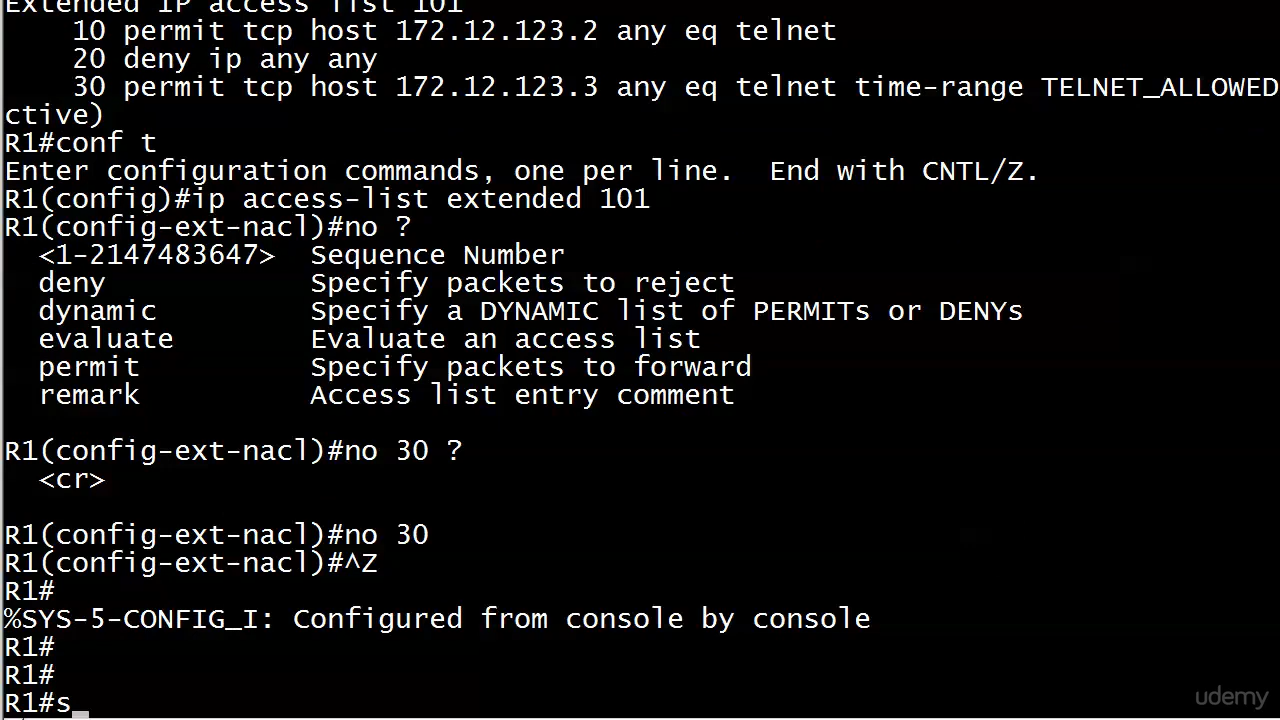 Extended IP access list 101
    10 permit tcp host 172.12.123.2 any eq telnet
    20 deny ip any any
    30 permit tcp host 172.12.123.3 any eq telnet time-range TELNET_ALLOWED
ctive)
R1#conf t
Enter configuration commands, one per line.  End with CNTL/Z.
R1(config)#ip access-list extended 101
R1(config-ext-nacl)#no ?
  <1-2147483647>  Sequence Number
  deny            Specify packets to reject
  dynamic         Specify a DYNAMIC list of PERMITs or DENYs
  evaluate        Evaluate an access list
  permit          Specify packets to forward
  remark          Access list entry comment

R1(config-ext-nacl)#no 30 ?
  <cr>

R1(config-ext-nacl)#no 30
R1(config-ext-nacl)#^Z
R1#
%SYS-5-CONFIG_I: Configured from console by console
R1#
R1#
R1#s
udemy